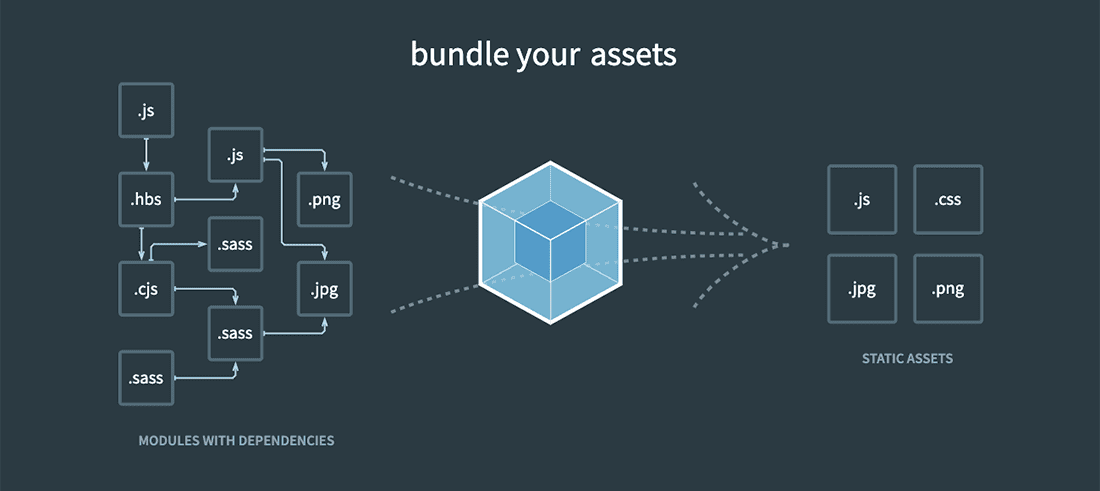 bundle your assets
.js
.js
.hbs
.png
.sass
.cjs
.jpg
.sass
.sass
MODULES WITH DEPENDENCIES
.js
.css
.jpg
.png
STATIC ASSETS